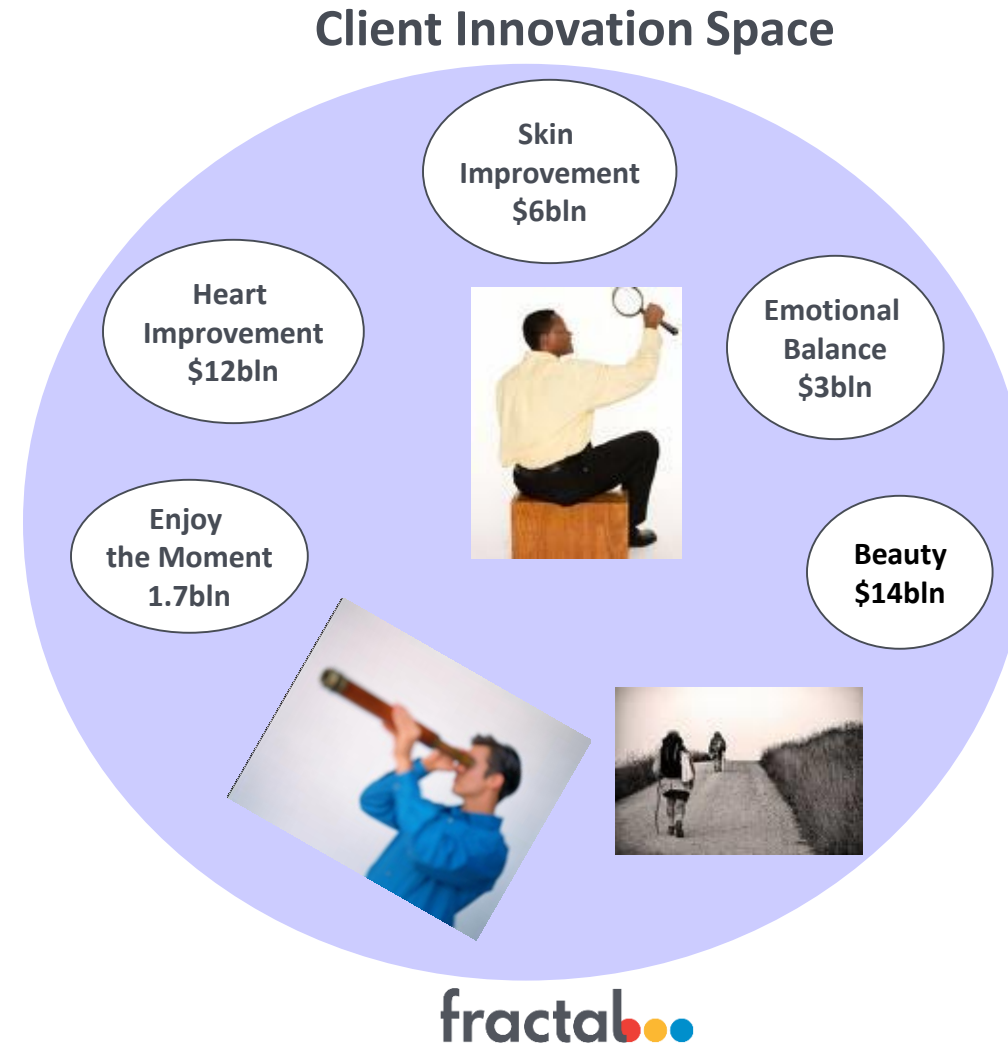 Client Innovation Space
Skin
Improvement
$6bln
Heart
Improvement
$12bln
Emotional
Balance
$3bln
Enjoy
the Moment
1.7bln
Beauty
$14bln
fractal